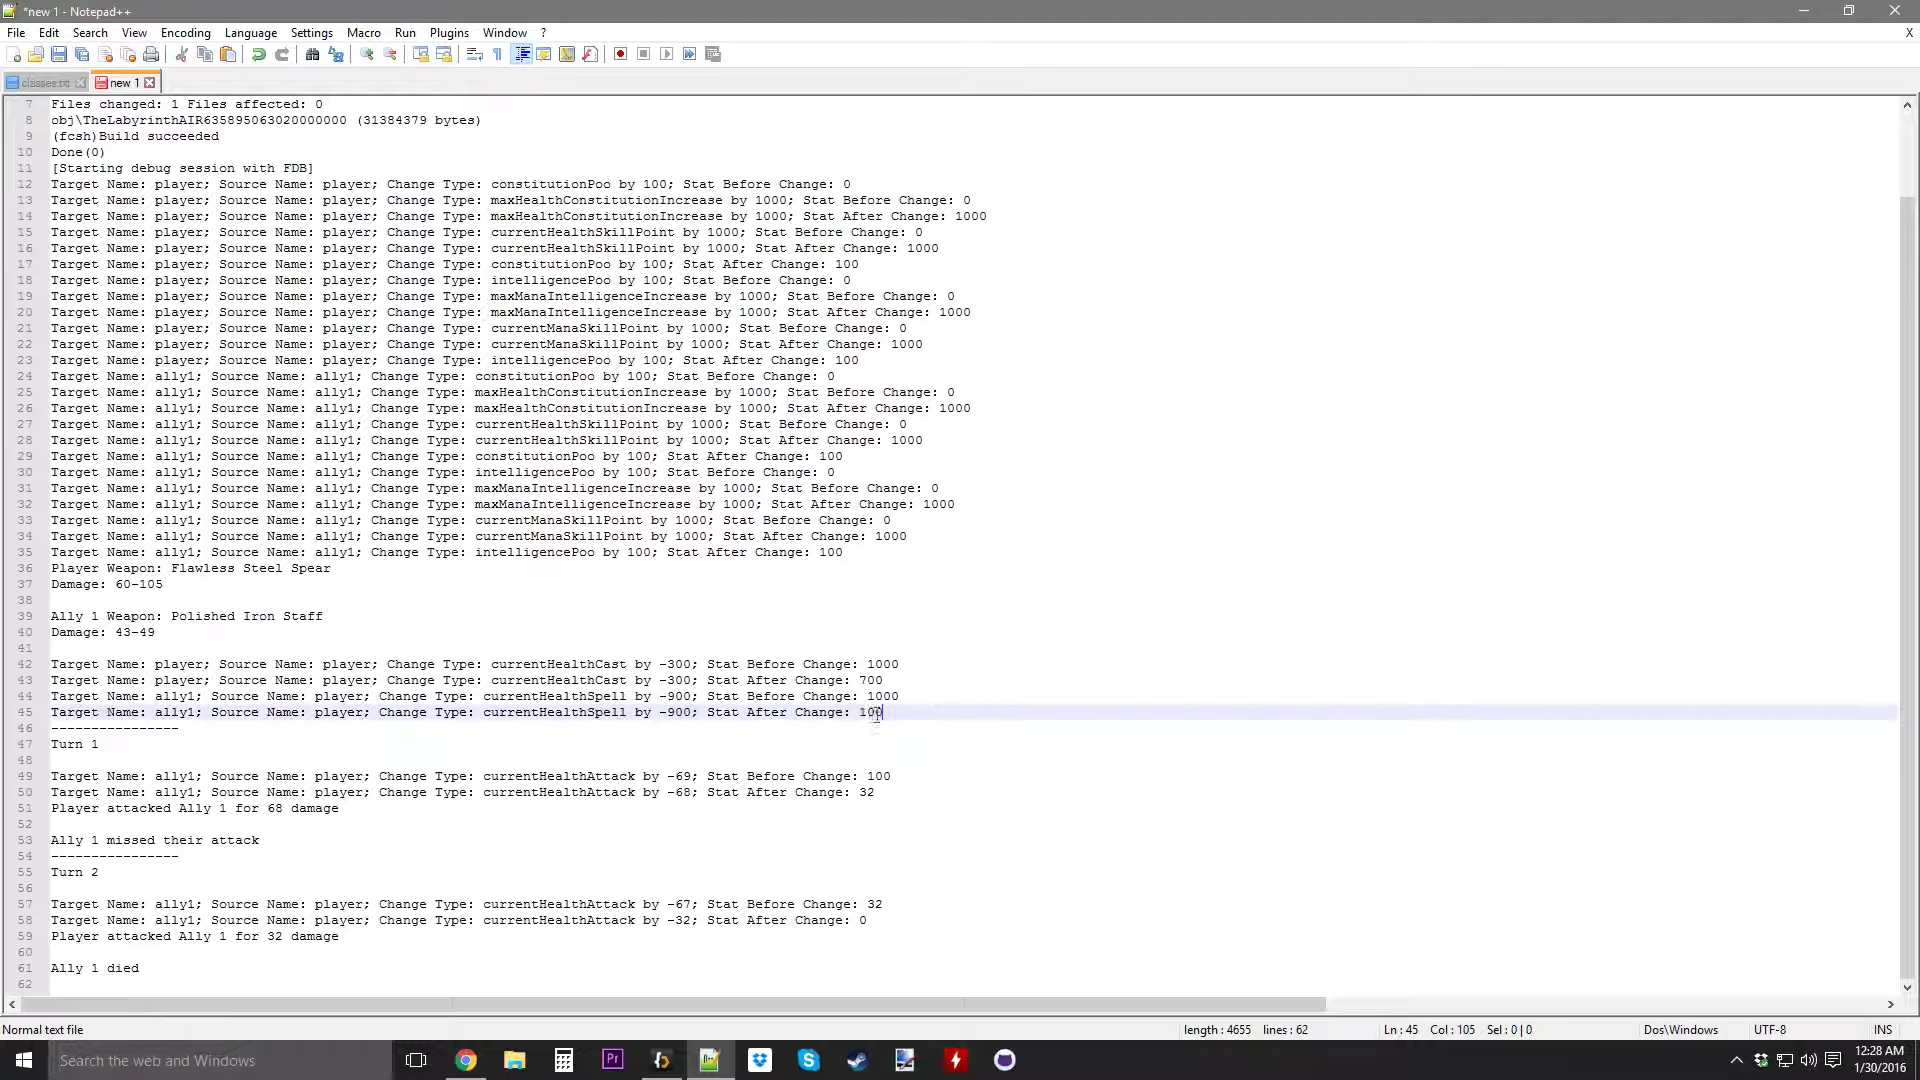 *new 1 - Notepad++
File Edit Search View Encoding Language Settings Macro Run Plugins Window ? X
classes.txt new 1
7 Files changed: 1 Files affected: 0
8 obj\TheLabyrinthAIR635895063020000000 (31384379 bytes)
9 (fcsh)Build succeeded
10 Done(0)
11 [Starting debug session with FDB]
12 Target Name: player; Source Name: player; Change Type: constitutionPoo by 100; Stat Before Change: 0
13 Target Name: player; Source Name: player; Change Type: maxHealthConstitutionIncrease by 1000; Stat Before Change: 0
14 Target Name: player; Source Name: player; Change Type: maxHealthConstitutionIncrease by 1000; Stat After Change: 1000
15 Target Name: player; Source Name: player; Change Type: currentHealthSkillPoint by 1000; Stat Before Change: 0
16 Target Name: player; Source Name: player; Change Type: currentHealthSkillPoint by 1000; Stat After Change: 1000
17 Target Name: player; Source Name: player; Change Type: constitutionPoo by 100; Stat After Change: 100
18 Target Name: player; Source Name: player; Change Type: intelligencePoo by 100; Stat Before Change: 0
19 Target Name: player; Source Name: player; Change Type: maxManaIntelligenceIncrease by 1000; Stat Before Change: 0
20 Target Name: player; Source Name: player; Change Type: maxManaIntelligenceIncrease by 1000; Stat After Change: 1000
21 Target Name: player; Source Name: player; Change Type: currentManaSkillPoint by 1000; Stat Before Change: 0
22 Target Name: player; Source Name: player; Change Type: currentManaSkillPoint by 1000; Stat After Change: 1000
23 Target Name: player; Source Name: player; Change Type: intelligencePoo by 100; Stat After Change: 100
24 Target Name: ally1; Source Name: ally1; Change Type: constitutionPoo by 100; Stat Before Change: 0
25 Target Name: ally1; Source Name: ally1; Change Type: maxHealthConstitutionIncrease by 1000; Stat Before Change: 0
26 Target Name: ally1; Source Name: ally1; Change Type: maxHealthConstitutionIncrease by 1000; Stat After Change: 1000
27 Target Name: ally1; Source Name: ally1; Change Type: currentHealthSkillPoint by 1000; Stat Before Change: 0
28 Target Name: ally1; Source Name: ally1; Change Type: currentHealthSkillPoint by 1000; Stat After Change: 1000
29 Target Name: ally1; Source Name: ally1; Change Type: constitutionPoo by 100; Stat After Change: 100
30 Target Name: ally1; Source Name: ally1; Change Type: intelligencePoo by 100; Stat Before Change: 0
31 Target Name: ally1; Source Name: ally1; Change Type: maxManaIntelligenceIncrease by 1000; Stat Before Change: 0
32 Target Name: ally1; Source Name: ally1; Change Type: maxManaIntelligenceIncrease by 1000; Stat After Change: 1000
33 Target Name: ally1; Source Name: ally1; Change Type: currentManaSkillPoint by 1000; Stat Before Change: 0
34 Target Name: ally1; Source Name: ally1; Change Type: currentManaSkillPoint by 1000; Stat After Change: 1000
35 Target Name: ally1; Source Name: ally1; Change Type: intelligencePoo by 100; Stat After Change: 100
36 Player Weapon: Flawless Steel Spear
37 Damage: 60-105
38
39 Ally 1 Weapon: Polished Iron Staff
40 Damage: 43-49
41
42 Target Name: player; Source Name: player; Change Type: currentHealthCast by -300; Stat Before Change: 1000
43 Target Name: player; Source Name: player; Change Type: currentHealthCast by -300; Stat After Change: 700
44 Target Name: ally1; Source Name: player; Change Type: currentHealthSpell by -900; Stat Before Change: 1000
45 Target Name: ally1; Source Name: player; Change Type: currentHealthSpell by -900; Stat After Change: 100
46 ----------------
47 Turn 1
48
49 Target Name: ally1; Source Name: player; Change Type: currentHealthAttack by -69; Stat Before Change: 100
50 Target Name: ally1; Source Name: player; Change Type: currentHealthAttack by -68; Stat After Change: 32
51 Player attacked Ally 1 for 68 damage
52
53 Ally 1 missed their attack
54 ----------------
55 Turn 2
56
57 Target Name: ally1; Source Name: player; Change Type: currentHealthAttack by -67; Stat Before Change: 32
58 Target Name: ally1; Source Name: player; Change Type: currentHealthAttack by -32; Stat After Change: 0
59 Player attacked Ally 1 for 32 damage
60
61 Ally 1 died
62
Normal text file length : 4655 lines : 62 Ln : 45 Col : 105 Sel : 0 | 0 Dos\Windows UTF-8 INS
Search the web and Windows Pr 12:28 AM
1/30/2016